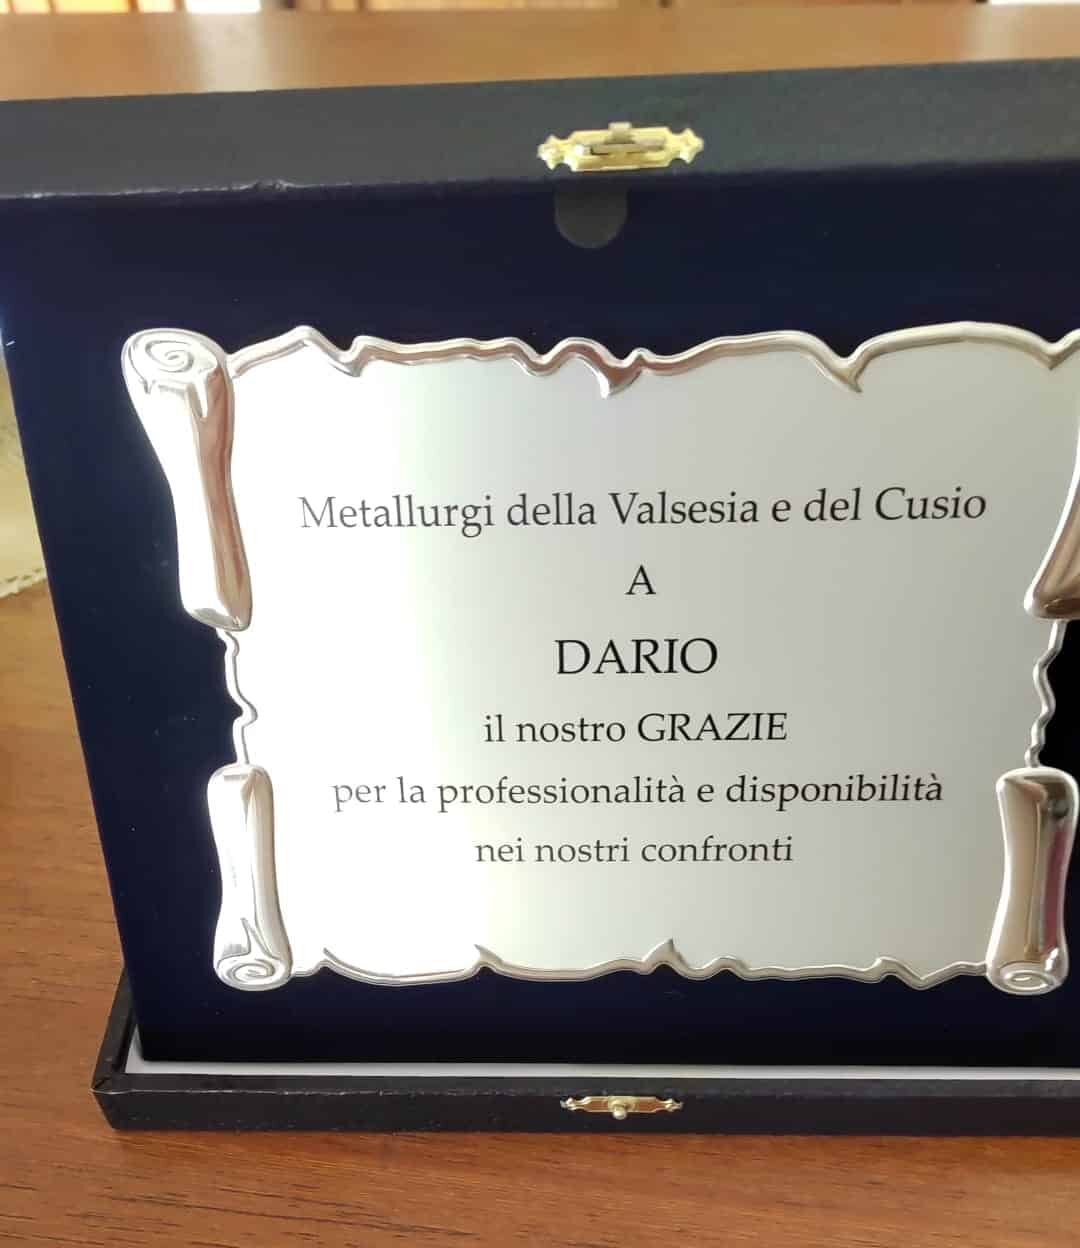 Metallurgi della Valsesia e del Cusio
A
DARIO
il nostro GRAZIE
per la professionalità e disponibilità
nei nostri confronti